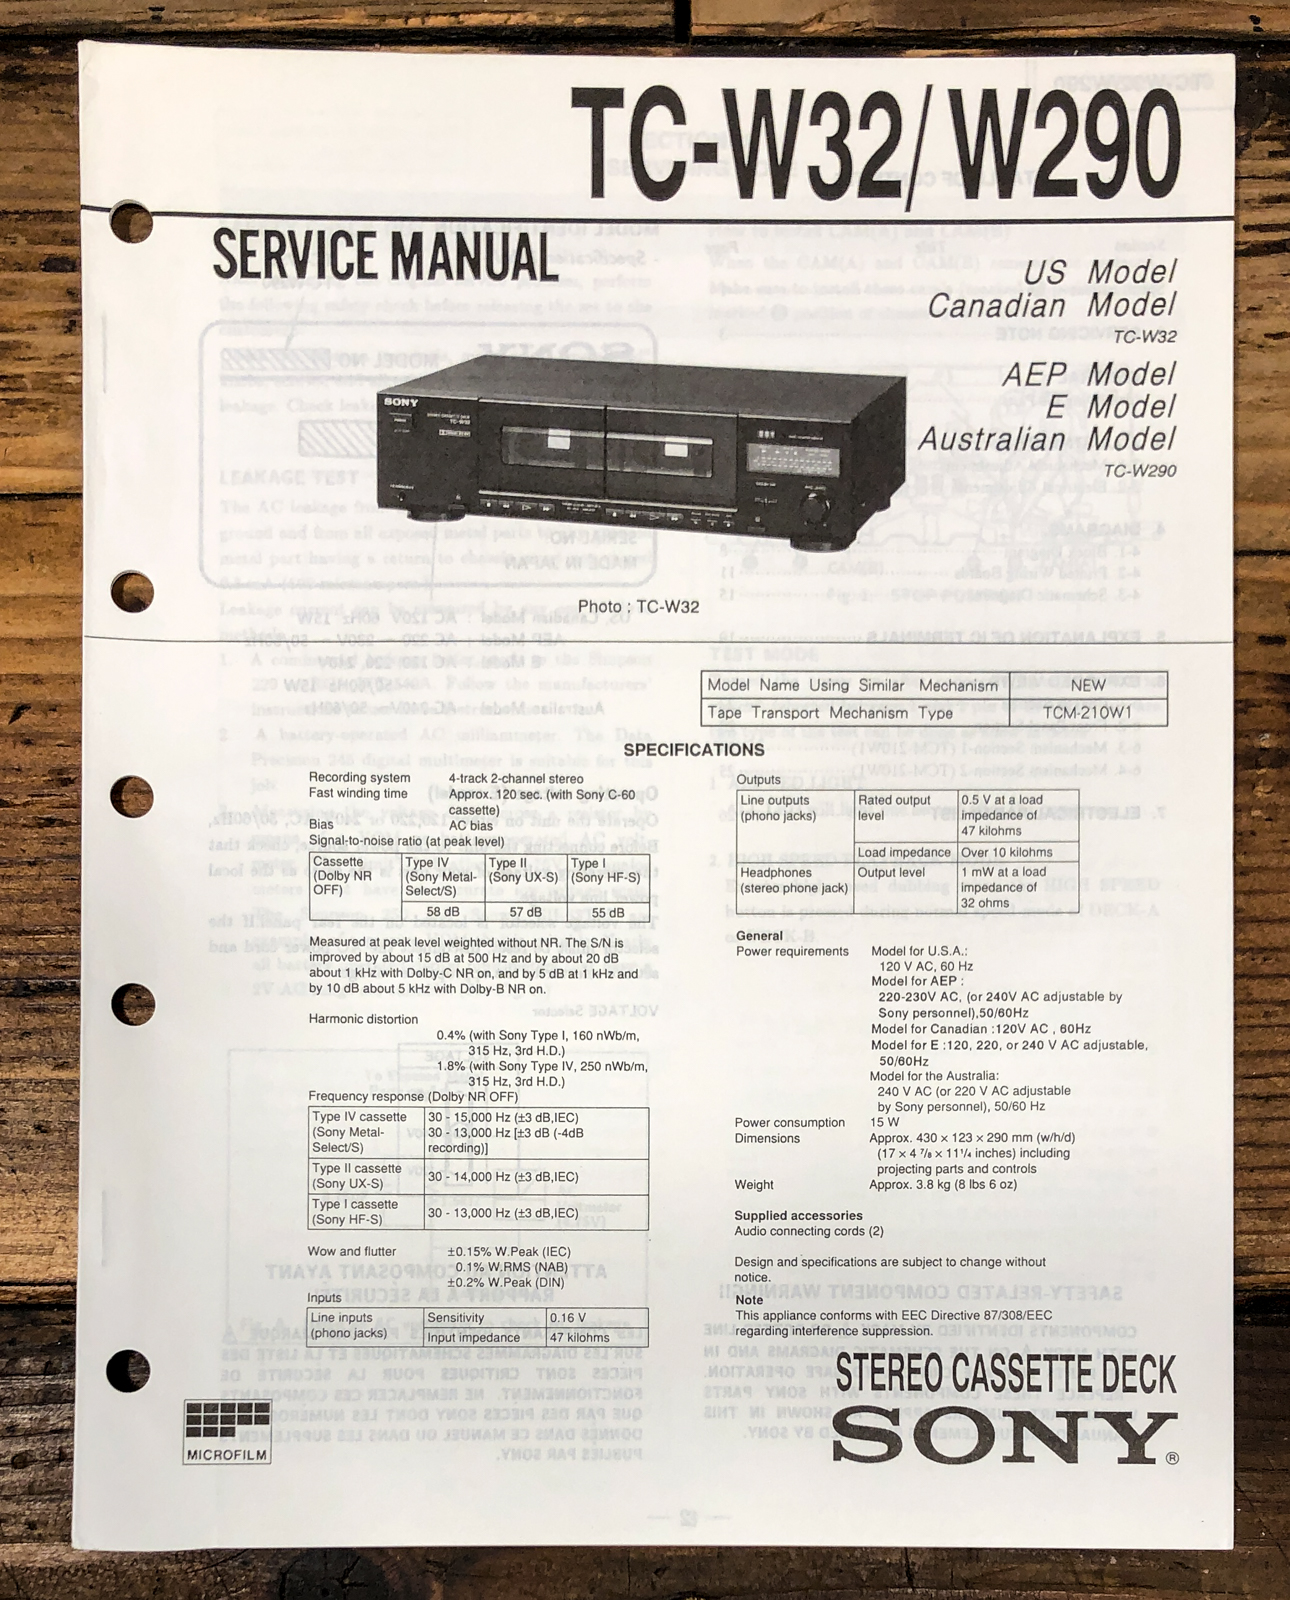 TC-W32/W290
SERVICE MANUAL
US Model
Canadian Model
TC-W32
AEP Model
E Model
Australian Model
TC-W290
SONY
TC-W32
Photo : TC-W32
Model Name Using Similar Mechanism NEW
Tape Transport Mechanism Type TCM-210W1
SPECIFICATIONS
Recording system 4-track 2-channel stereo
Fast winding time Approx. 120 sec. (with Sony C-60
cassette)
Bias AC bias
Signal-to-noise ratio (at peak level)
Cassette Type IV Type II Type I
(Dolby NR (Sony Metal- (Sony UX-S) (Sony HF-S)
OFF) Select/S)
58 dB 57 dB 55 dB
Measured at peak level weighted without NR. The S/N is
improved by about 15 dB at 500 Hz and by about 20 dB
about 1 kHz with Dolby-C NR on, and by 5 dB at 1 kHz and
by 10 dB about 5 kHz with Dolby-B NR on.
Harmonic distortion
0.4% (with Sony Type I, 160 nWb/m,
315 Hz, 3rd H.D.)
1.8% (with Sony Type IV, 250 nWb/m,
315 Hz, 3rd H.D.)
Frequency response (Dolby NR OFF)
Type IV cassette 30 - 15,000 Hz (±3 dB,IEC)
(Sony Metal- 30 - 13,000 Hz [±3 dB (-4dB
Select/S) recording)]
Type II cassette
(Sony UX-S) 30 - 14,000 Hz (±3 dB,IEC)
Type I cassette
(Sony HF-S) 30 - 13,000 Hz (±3 dB,IEC)
Wow and flutter ±0.15% W.Peak (IEC)
0.1% W.RMS (NAB)
±0.2% W.Peak (DIN)
Inputs
Line inputs Sensitivity 0.16 V
(phono jacks) Input impedance 47 kilohms
Outputs
Line outputs Rated output 0.5 V at a load
(phono jacks) level impedance of
47 kilohms
Load impedance Over 10 kilohms
Headphones Output level 1 mW at a load
(stereo phone jack) impedance of
32 ohms
General
Power requirements Model for U.S.A.:
120 V AC, 60 Hz
Model for AEP :
220-230V AC, (or 240V AC adjustable by
Sony personnel),50/60Hz
Model for Canadian :120V AC , 60Hz
Model for E :120, 220, or 240 V AC adjustable,
50/60Hz
Model for the Australia:
240 V AC (or 220 V AC adjustable
by Sony personnel), 50/60 Hz
Power consumption 15 W
Dimensions Approx. 430 × 123 × 290 mm (w/h/d)
(17 × 4 7/8 × 11 1/4 inches) including
projecting parts and controls
Weight Approx. 3.8 kg (8 lbs 6 oz)
Supplied accessories
Audio connecting cords (2)
Design and specifications are subject to change without
notice.
Note
This appliance conforms with EEC Directive 87/308/EEC
regarding interference suppression.
STEREO CASSETTE DECK
SONY®
MICROFILM